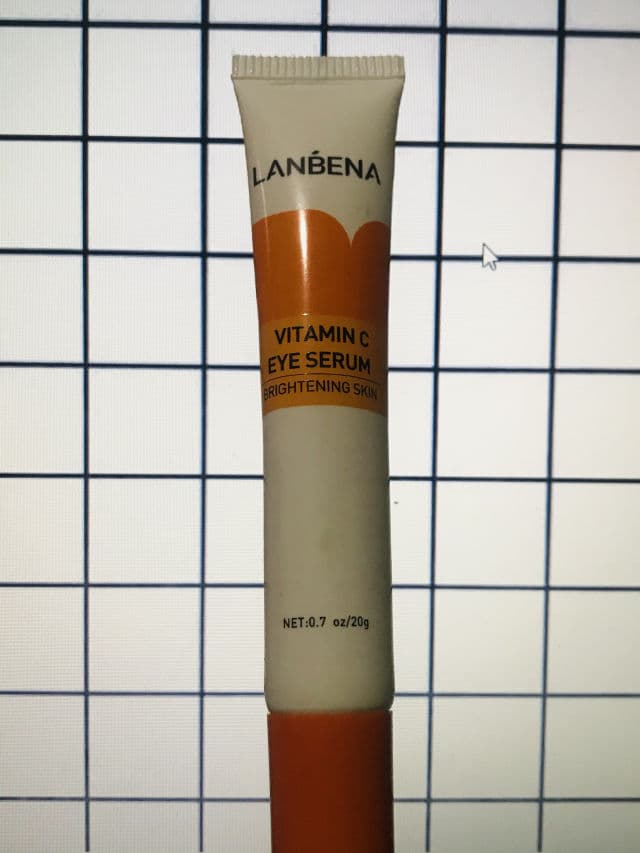 LANBENA
VITAMIN C
EYE SERUM
BRIGHTENING SKIN
NET:0.7 oz/20g